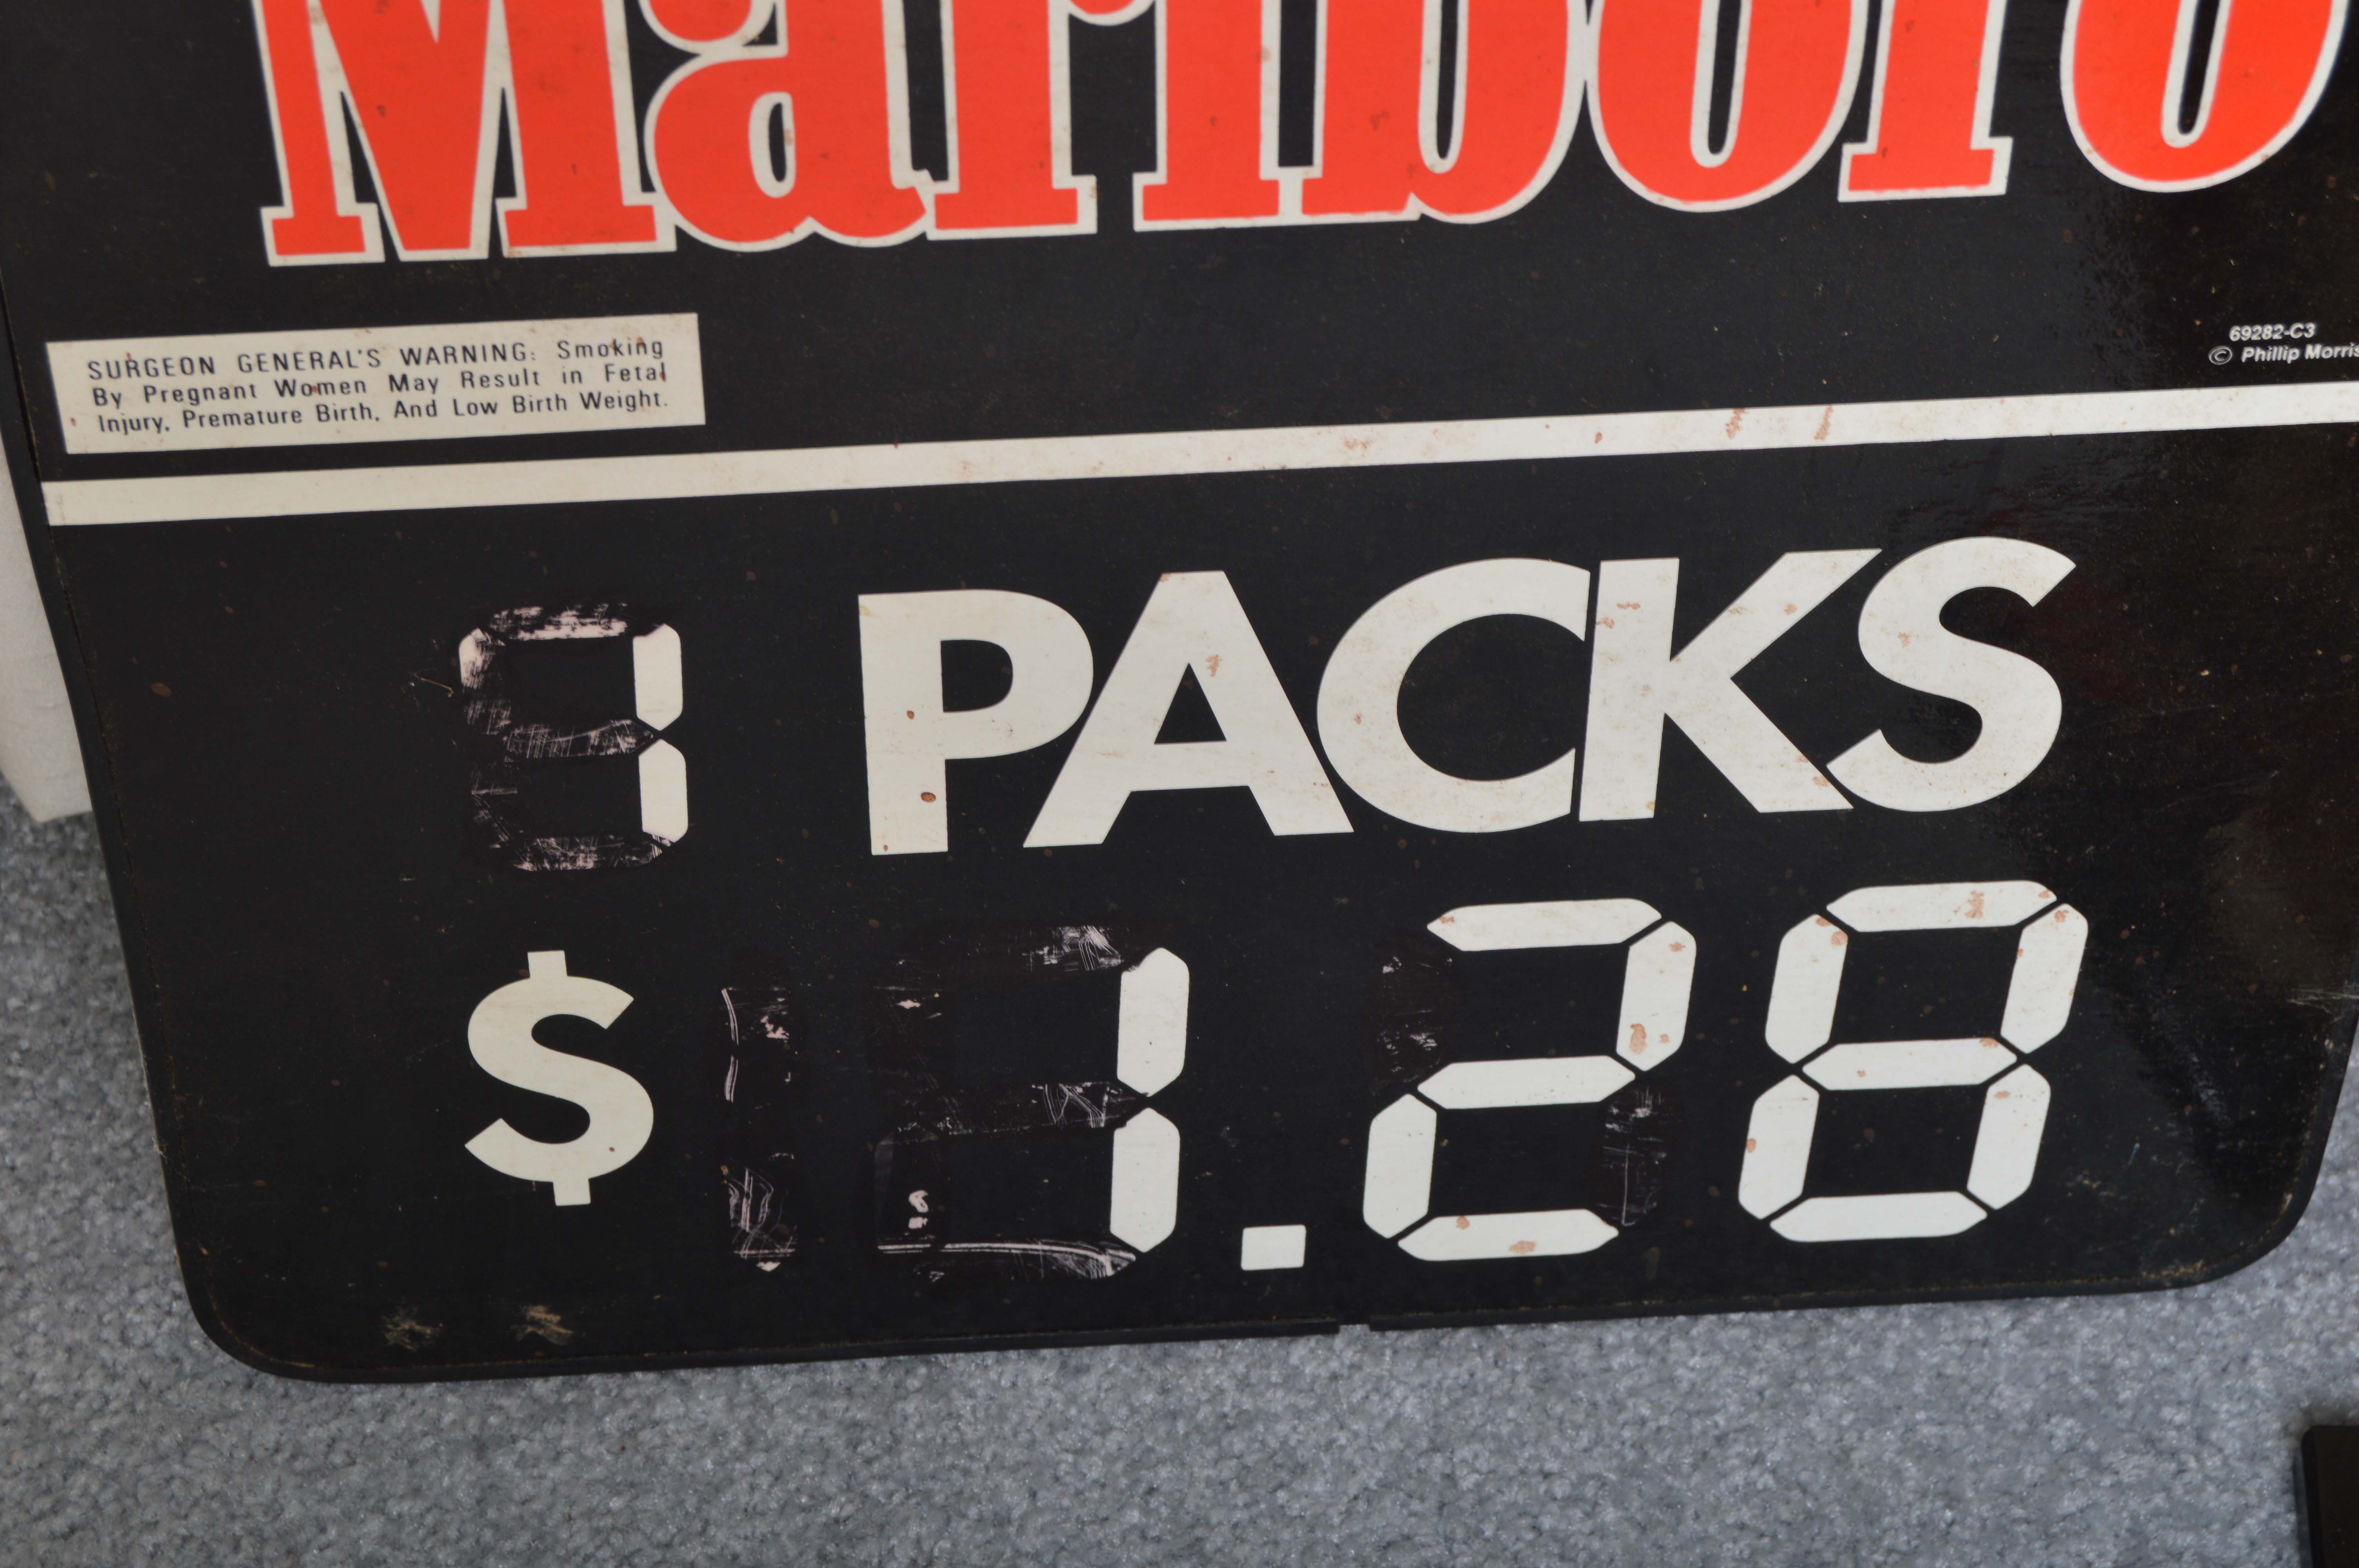 Marlboro
69282-C3
© Phillip Morris
SURGEON GENERAL'S WARNING: Smoking
By Pregnant Women May Result in Fetal
Injury, Premature Birth, And Low Birth Weight.
1 PACKS
$1.28